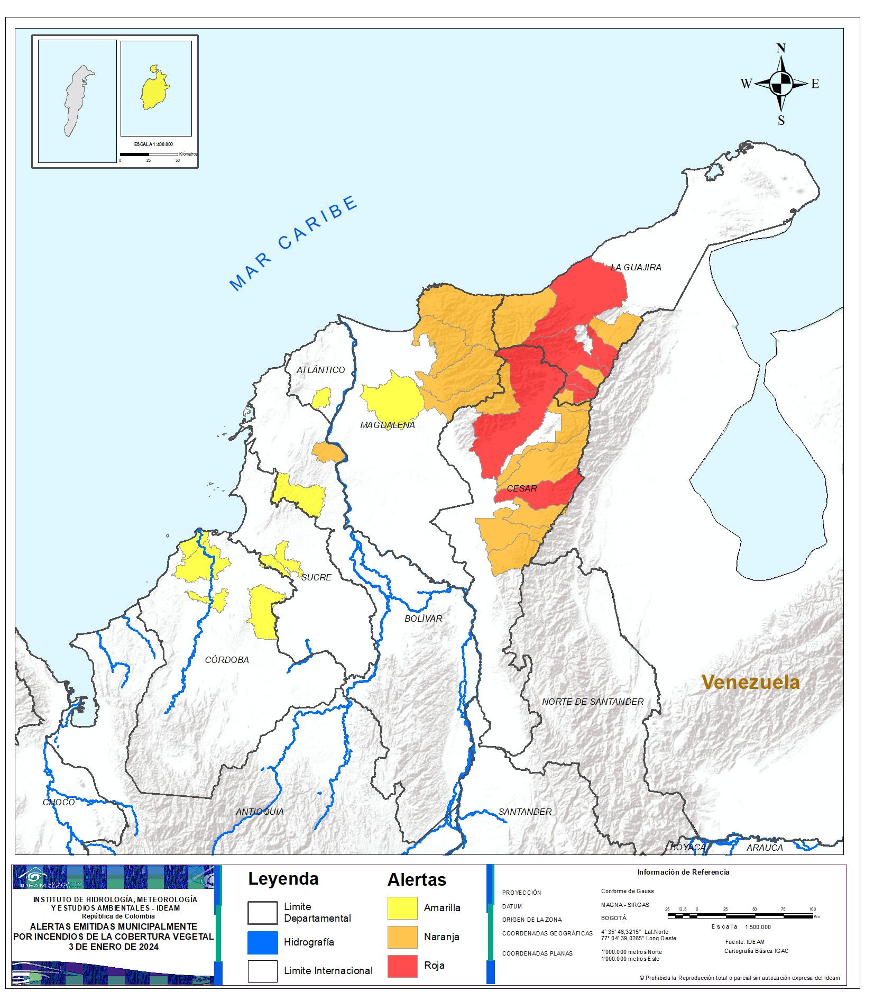 N
W
E
S
ESCALA 1:400.000
Kilómetros
0 25 50
MAR CARIBE
LA GUAJIRA
ATLÁNTICO
MAGDALENA
CESAR
SUCRE
BOLÍVAR
CÓRDOBA
Venezuela
NORTE DE SANTANDER
CHOCÓ
ANTIOQUIA
SANTANDER
BOYACÁ
ARAUCA
IDEAM
INSTITUTO DE HIDROLOGÍA, METEOROLOGÍA
Y ESTUDIOS AMBIENTALES - IDEAM
República de Colombia
ALERTAS EMITIDAS MUNICIPALMENTE
POR INCENDIOS DE LA COBERTURA VEGETAL
3 DE ENERO DE 2024
Leyenda
Limite
Departamental
Hidrografía
Limite Internacional
Alertas
Amarilla
Naranja
Roja
Información de Referencia
PROYECCIÓN Conforme de Gauss
DATUM MAGNA - SIRGAS
ORIGEN DE LA ZONA BOGOTÁ
COORDENADAS GEOGRÁFICAS 4° 35' 46,3215" Lat.Norte
77° 04' 39,0285" Long.Oeste
COORDENADAS PLANAS 1'000.000 metros Norte
1'000.000 metros Este
25 12,5 0 25 50 75 100
Km
Escala 1:500.000
Fuente: IDEAM
Cartografía Básica IGAC
© Prohibida la Reproducción total o parcial sin autozación expresa del Ideam